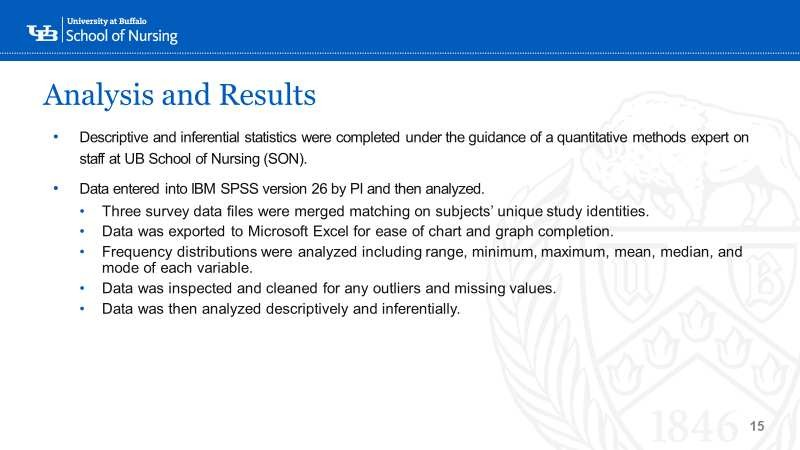 University at Buffalo
UB School of Nursing
Analysis and Results
• Descriptive and inferential statistics were completed under the guidance of a quantitative methods expert on
staff at UB School of Nursing (SON).
• Data entered into IBM SPSS version 26 by PI and then analyzed.
• Three survey data files were merged matching on subjects’ unique study identities.
• Data was exported to Microsoft Excel for ease of chart and graph completion.
• Frequency distributions were analyzed including range, minimum, maximum, mean, median, and
mode of each variable.
• Data was inspected and cleaned for any outliers and missing values.
• Data was then analyzed descriptively and inferentially.
U B
1846
15